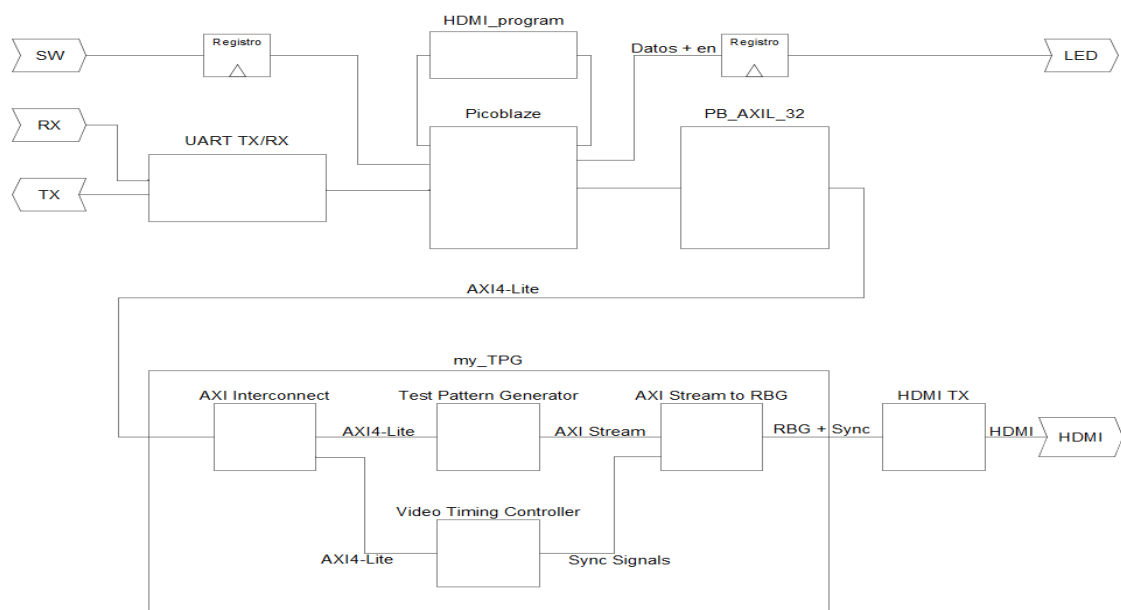 HDMI_program
SW
Registro
Datos + en
Registro
LED
RX
Picoblaze
PB_AXIL_32
UART TX/RX
TX
AXI4-Lite
my_TPG
AXI Interconnect
Test Pattern Generator
AXI Stream to RBG
HDMI TX
AXI4-Lite
AXI Stream
RBG + Sync
HDMI
HDMI
Video Timing Controller
AXI4-Lite
Sync Signals